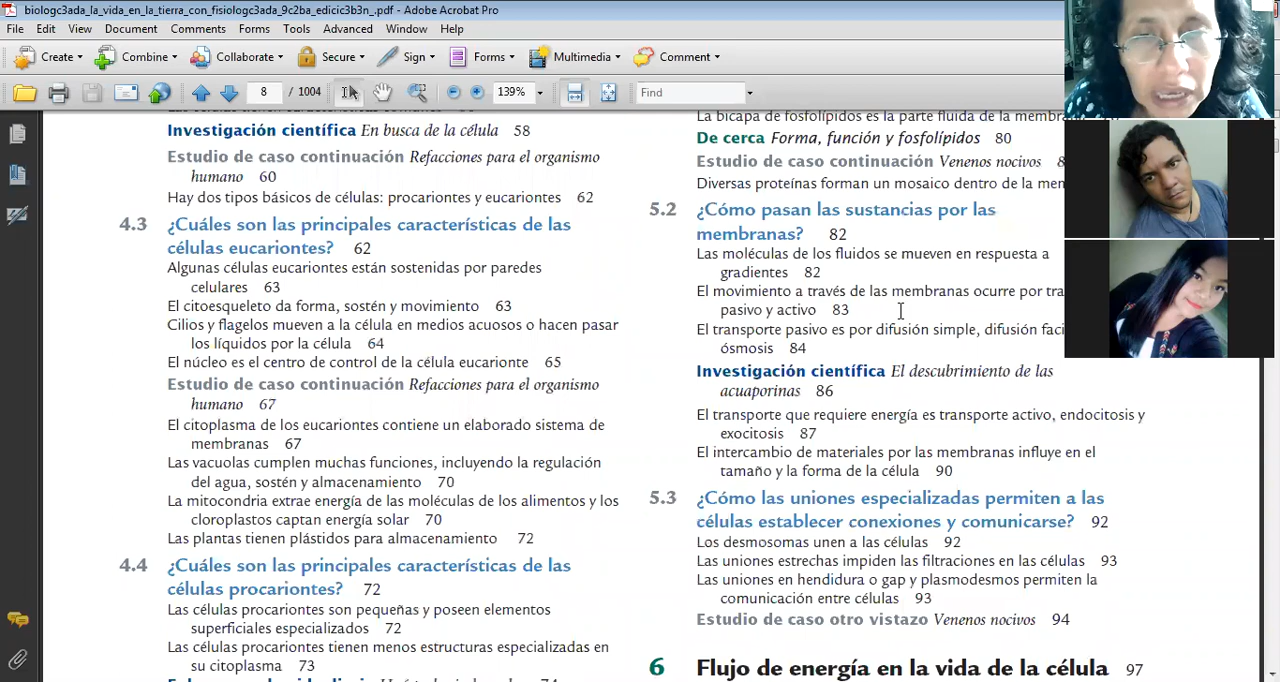 biologc3ada_la_vida_en_la_tierra_con_fisiologc3ada_9c2ba_edicic3b3n_.pdf - Adobe Acrobat Pro
File Edit View Document Comments Forms Tools Advanced Window Help
Create Combine Collaborate Secure Sign Forms Multimedia Comment
8 / 1004 139% Find
Investigación científica En busca de la célula 58
Estudio de caso continuación Refacciones para el organismo
humano 60
Hay dos tipos básicos de células: procariontes y eucariontes 62
4.3 ¿Cuáles son las principales características de las
células eucariontes? 62
Algunas células eucariontes están sostenidas por paredes
celulares 63
El citoesqueleto da forma, sostén y movimiento 63
Cilios y flagelos mueven a la célula en medios acuosos o hacen pasar
los líquidos por la célula 64
El núcleo es el centro de control de la célula eucarionte 65
Estudio de caso continuación Refacciones para el organismo
humano 67
El citoplasma de los eucariontes contiene un elaborado sistema de
membranas 67
Las vacuolas cumplen muchas funciones, incluyendo la regulación
del agua, sostén y almacenamiento 70
La mitocondria extrae energía de las moléculas de los alimentos y los
cloroplastos captan energía solar 70
Las plantas tienen plástidos para almacenamiento 72
4.4 ¿Cuáles son las principales características de las
células procariontes? 72
Las células procariontes son pequeñas y poseen elementos
superficiales especializados 72
Las células procariontes tienen menos estructuras especializadas en
su citoplasma 73
La bicapa de fosfolípidos es la parte fluida de la
De cerca Forma, función y fosfolípidos 80
Estudio de caso continuación Venenos nocivos 8
Diversas proteínas forman un mosaico dentro de la mem
5.2 ¿Cómo pasan las sustancias por las
membranas? 82
Las moléculas de los fluidos se mueven en respuesta a
gradientes 82
El movimiento a través de las membranas ocurre por tra
pasivo y activo 83
El transporte pasivo es por difusión simple, difusión faci
ósmosis 84
Investigación científica El descubrimiento de las
acuaporinas 86
El transporte que requiere energía es transporte activo, endocitosis y
exocitosis 87
El intercambio de materiales por las membranas influye en el
tamaño y la forma de la célula 90
5.3 ¿Cómo las uniones especializadas permiten a las
células establecer conexiones y comunicarse? 92
Los desmosomas unen a las células 92
Las uniones estrechas impiden las filtraciones en las células 93
Las uniones en hendidura o gap y plasmodesmos permiten la
comunicación entre células 93
Estudio de caso otro vistazo Venenos nocivos 94
6 Flujo de energía en la vida de la célula 97